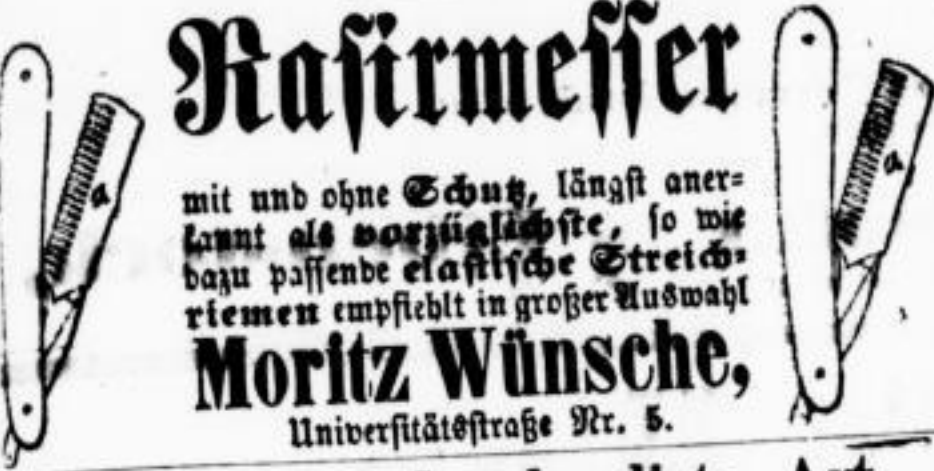 Rasirmesser
mit und ohne Schutz, längst aner-
kannt als vorzüglichste, so wie
dazu passende elastische Streich-
riemen empfiehlt in großer Auswahl
Moritz Wünsche,
Universitätsstraße Nr. 5.